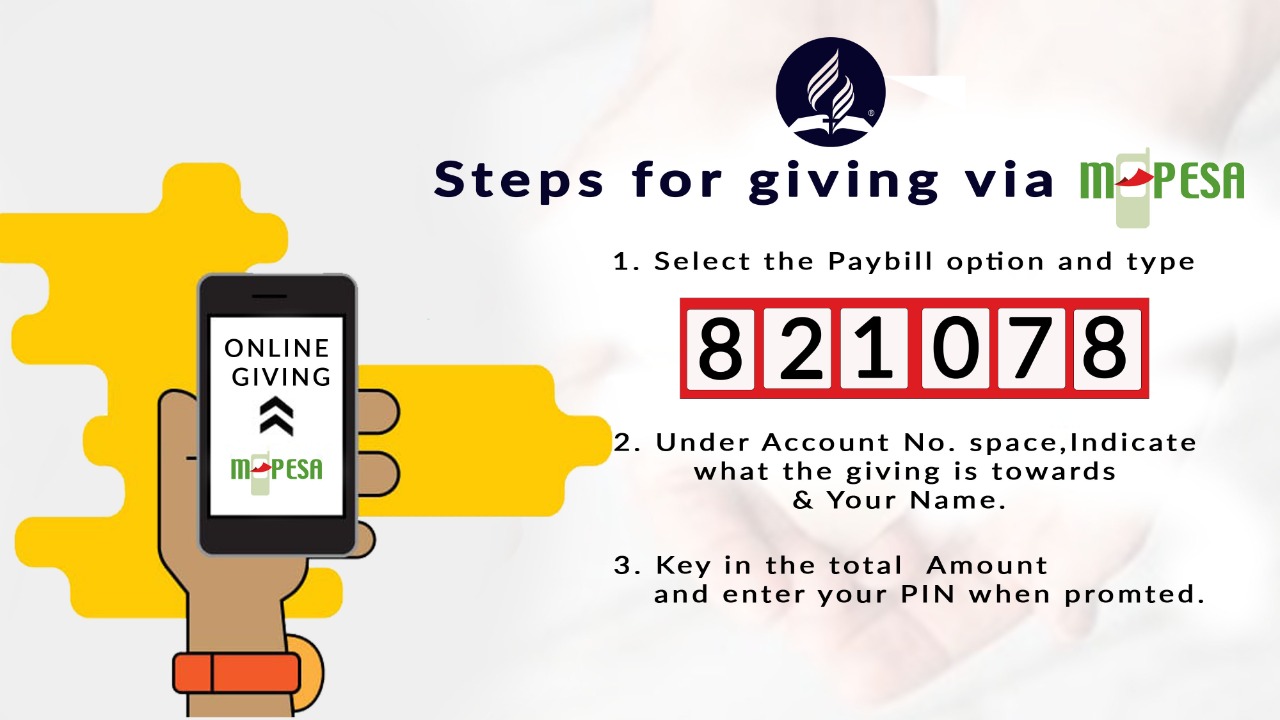 ®
Steps for giving via M-PESA
1. Select the Paybill option and type
821078
2. Under Account No. space,Indicate
what the giving is towards
& Your Name.
3. Key in the total Amount
and enter your PIN when promted.
ONLINE
GIVING
M-PESA